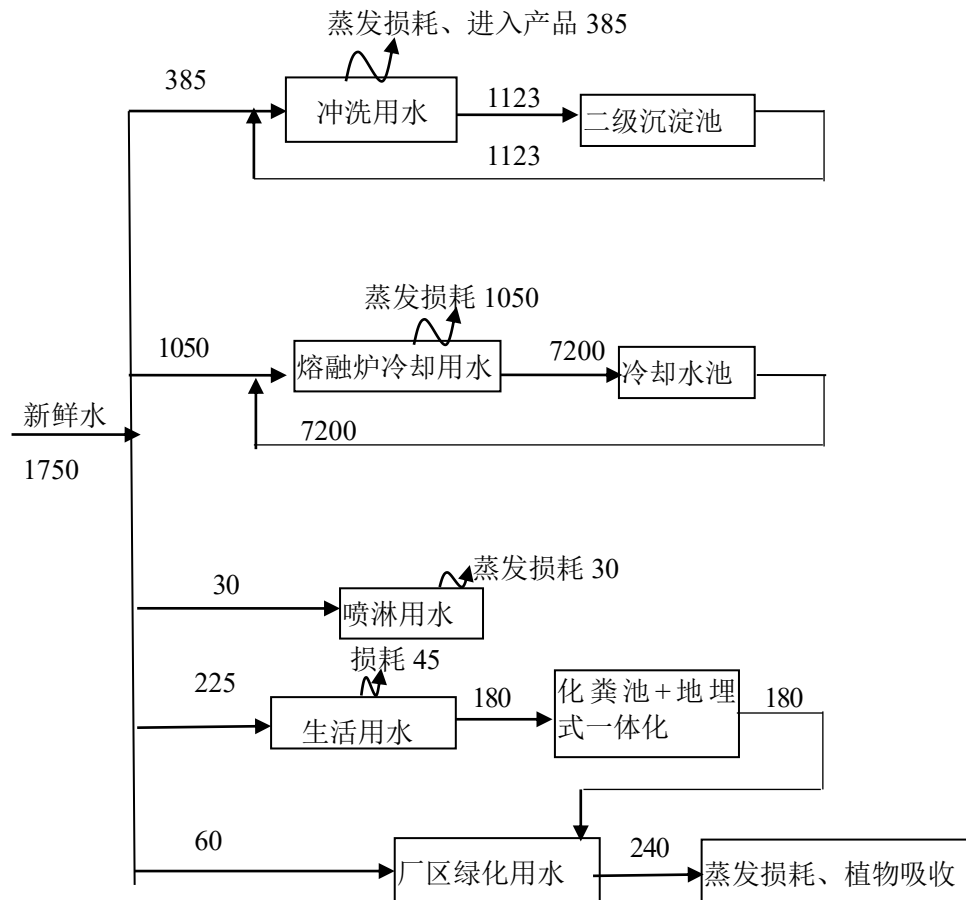 蒸发损耗、进入产品 385
385
冲洗用水
1123
二级沉淀池
1123
蒸发损耗 1050
1050
熔融炉冷却用水
7200
冷却水池
7200
新鲜水
1750
蒸发损耗 30
30
喷淋用水
损耗 45
225
生活用水
180
化粪池+地埋
式一体化
180
60
厂区绿化用水
240
蒸发损耗、植物吸收